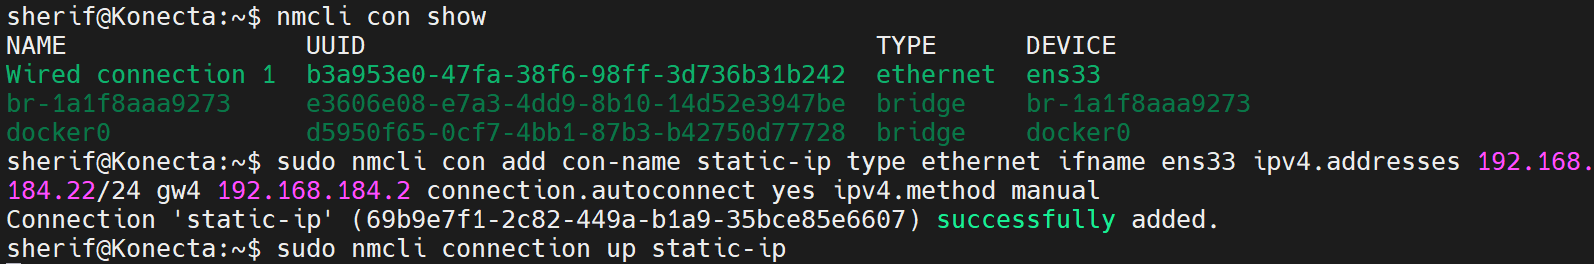 sherif@Konecta:~$ nmcli con show
NAME                UUID                                  TYPE      DEVICE
Wired connection 1  b3a953e0-47fa-38f6-98ff-3d736b31b242  ethernet  ens33
br-1a1f8aaa9273     e3606e08-e7a3-4dd9-8b10-14d52e3947be  bridge    br-1a1f8aaa9273
docker0             d5950f65-0cf7-4bb1-87b3-b42750d77728  bridge    docker0
sherif@Konecta:~$ sudo nmcli con add con-name static-ip type ethernet ifname ens33 ipv4.addresses 192.168.
184.22/24 gw4 192.168.184.2 connection.autoconnect yes ipv4.method manual
Connection 'static-ip' (69b9e7f1-2c82-449a-b1a9-35bce85e6607) successfully added.
sherif@Konecta:~$ sudo nmcli connection up static-ip